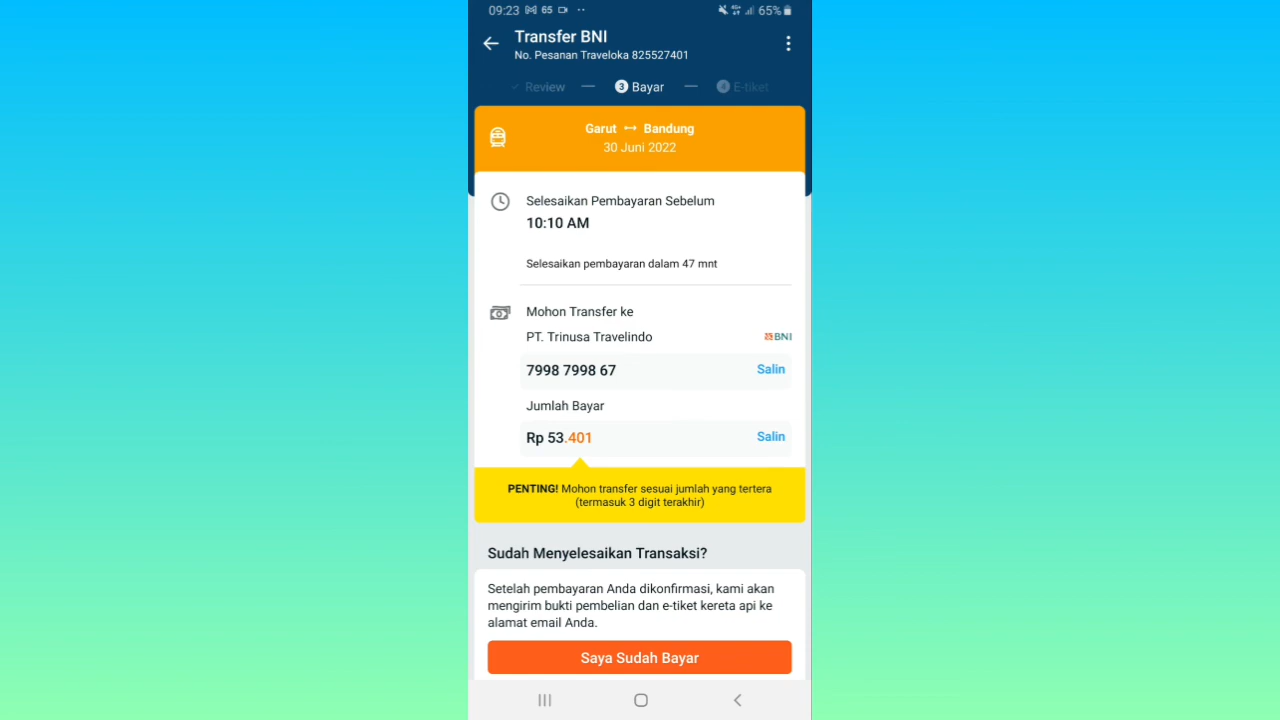 09:23 65
65%
Transfer BNI
No. Pesanan Traveloka 825527401
Review
3 Bayar
4 E-tiket
Garut ↔ Bandung
30 Juni 2022
Selesaikan Pembayaran Sebelum
10:10 AM
Selesaikan pembayaran dalam 47 mnt
Mohon Transfer ke
PT. Trinusa Travelindo
BNI
7998 7998 67
Salin
Jumlah Bayar
Rp 53.401
Salin
PENTING! Mohon transfer sesuai jumlah yang tertera
(termasuk 3 digit terakhir)
Sudah Menyelesaikan Transaksi?
Setelah pembayaran Anda dikonfirmasi, kami akan
mengirim bukti pembelian dan e-tiket kereta api ke
alamat email Anda.
Saya Sudah Bayar